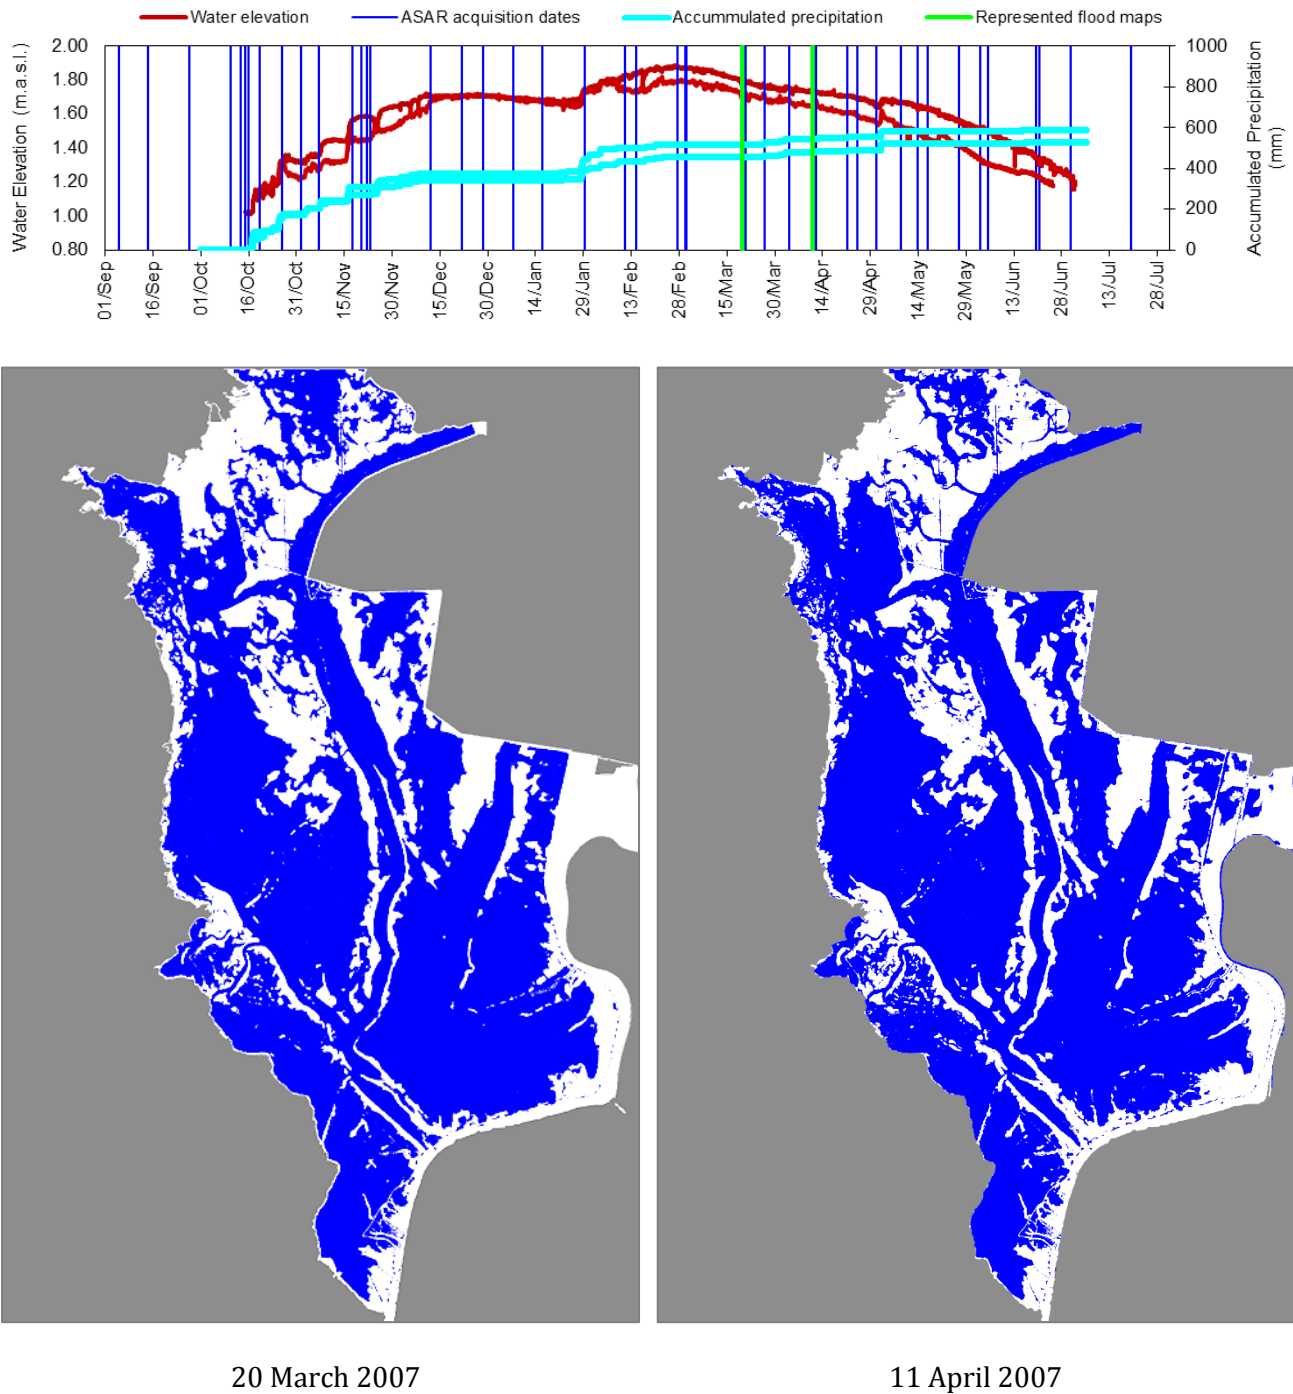 Water elevation ASAR acquisition dates Accummulated precipitation Represented flood maps
Water Elevation (m.a.s.l.)
2.00
1.80
1.60
1.40
1.20
1.00
0.80
1000
800
600
400
200
0
Accumulated Precipitation
(mm)
01/Sep 16/Sep 01/Oct 16/Oct 31/Oct 15/Nov 30/Nov 15/Dec 30/Dec 14/Jan 29/Jan 13/Feb 28/Feb 15/Mar 30/Mar 14/Apr 29/Apr 14/May 29/May 13/Jun 28/Jun 13/Jul 28/Jul
20 March 2007 11 April 2007